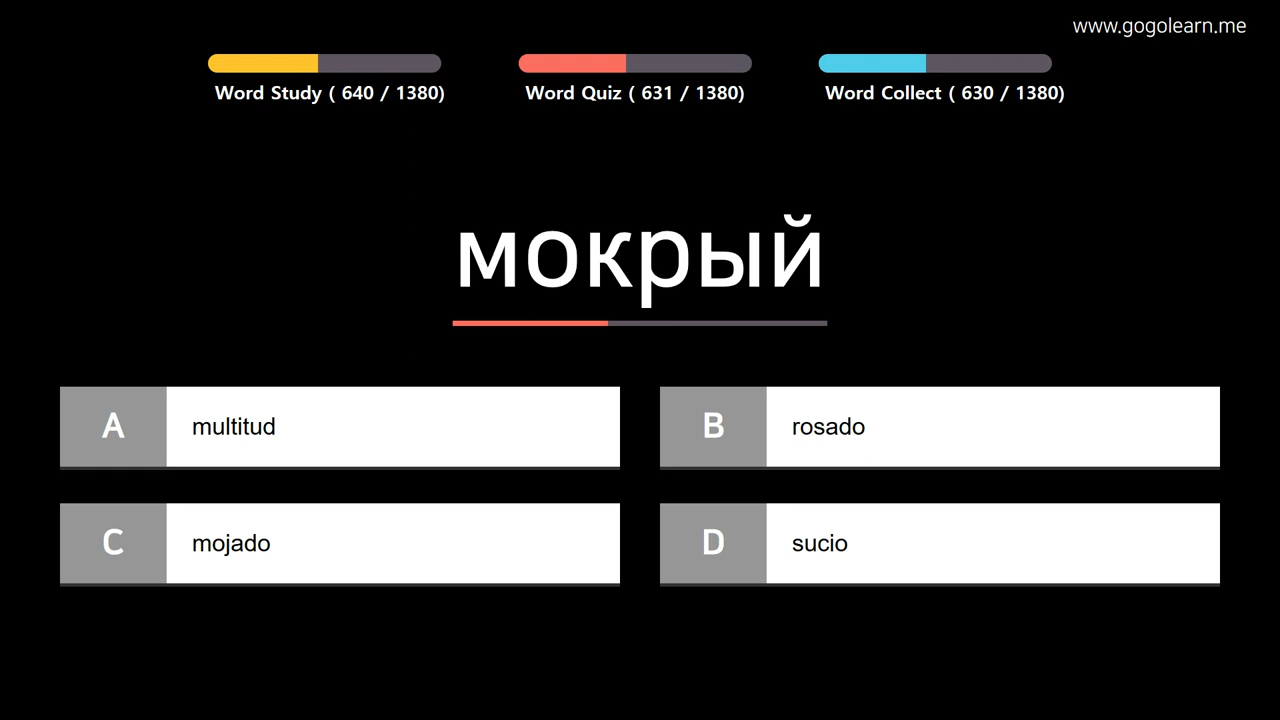 www.gogolearn.me
Word Study ( 640 / 1380)
Word Quiz ( 631 / 1380)
Word Collect ( 630 / 1380)
мокрый
A multitud
B rosado
C mojado
D sucio